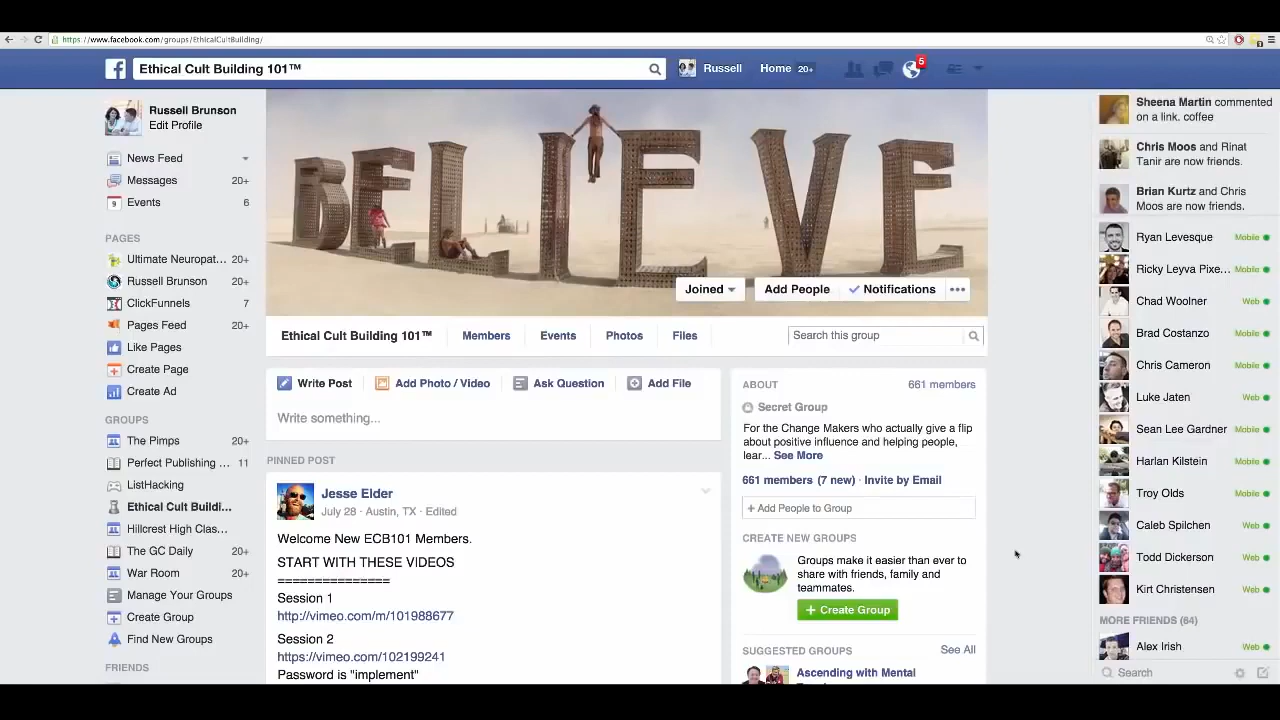 https://www.facebook.com/groups/EthicalCultBuilding/
Ethical Cult Building 101™
Russell
Home 20+
5
Russell Brunson
Edit Profile
News Feed
Messages 20+
9 Events 6
PAGES
Ultimate Neuropat... 20+
Russell Brunson 20+
ClickFunnels 7
Pages Feed 20+
Like Pages
Create Page
Create Ad
GROUPS
The Pimps 20+
Perfect Publishing ... 11
ListHacking
Ethical Cult Buildi...
Hillcrest High Clas...
The GC Daily 20+
War Room 20+
Manage Your Groups
Create Group
Find New Groups
FRIENDS
BELIEVE
Joined
Add People
Notifications
Ethical Cult Building 101™
Members
Events
Photos
Files
Search this group
Write Post
Add Photo / Video
Ask Question
Add File
Write something...
PINNED POST
Jesse Elder
July 28 · Austin, TX · Edited
Welcome New ECB101 Members.
START WITH THESE VIDEOS
===============
Session 1
http://vimeo.com/m/101988677
Session 2
https://vimeo.com/102199241
Password is "implement"
ABOUT 661 members
Secret Group
For the Change Makers who actually give a flip
about positive influence and helping people,
lear... See More
661 members (7 new) · Invite by Email
+ Add People to Group
CREATE NEW GROUPS
Groups make it easier than ever to
share with friends, family and
teammates.
+ Create Group
SUGGESTED GROUPS See All
Ascending with Mental
Sheena Martin commented
on a link. coffee
Chris Moos and Rinat
Tanir are now friends.
Brian Kurtz and Chris
Moos are now friends.
Ryan Levesque Mobile
Ricky Leyva Pixe... Mobile
Chad Woolner Web
Brad Costanzo Mobile
Chris Cameron Mobile
Luke Jaten Web
Sean Lee Gardner Mobile
Harlan Kilstein Mobile
Troy Olds Mobile
Caleb Spilchen Web
Todd Dickerson Web
Kirt Christensen Web
MORE FRIENDS (64)
Alex Irish Web
Search